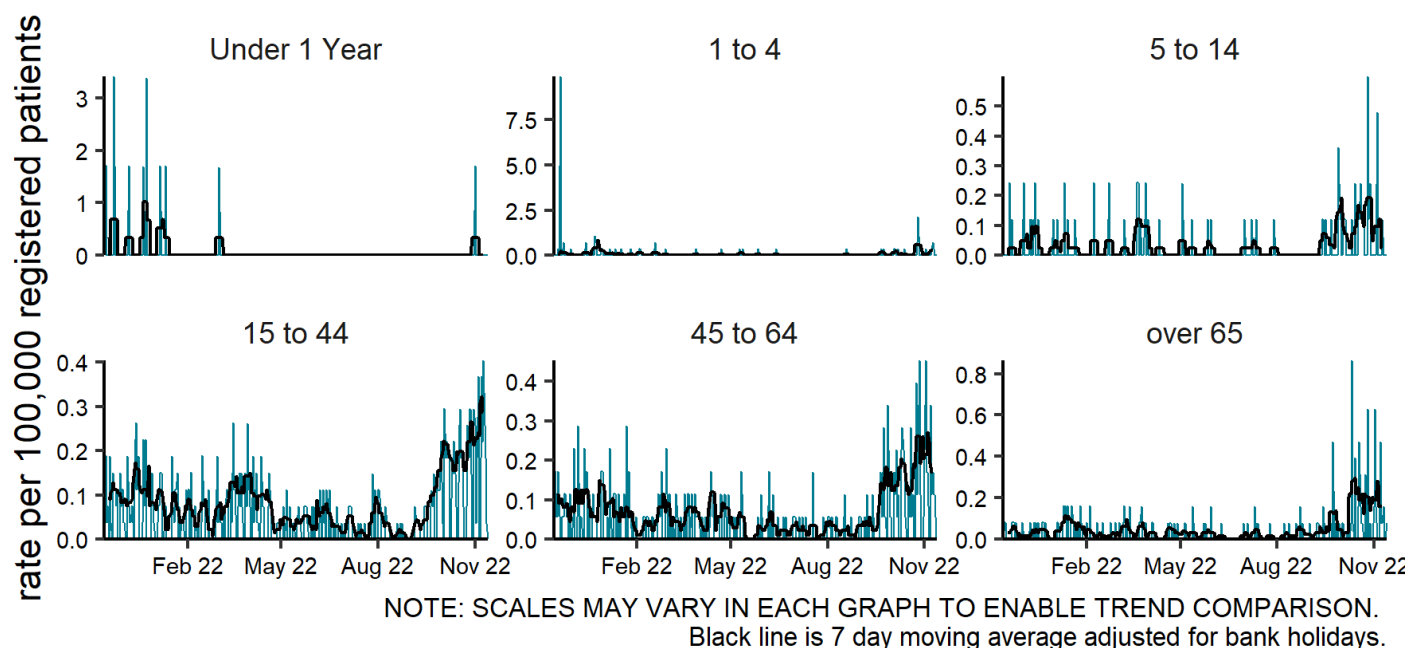 rate per 100,000 registered patients
Under 1 Year
3
2
1
0
1 to 4
7.5
5.0
2.5
0.0
5 to 14
0.5
0.4
0.3
0.2
0.1
0.0
15 to 44
0.4
0.3
0.2
0.1
0.0
Feb 22 May 22 Aug 22 Nov 22
45 to 64
0.4
0.3
0.2
0.1
0.0
Feb 22 May 22 Aug 22 Nov 22
over 65
0.8
0.6
0.4
0.2
0.0
Feb 22 May 22 Aug 22 Nov 22
NOTE: SCALES MAY VARY IN EACH GRAPH TO ENABLE TREND COMPARISON.
Black line is 7 day moving average adjusted for bank holidays.